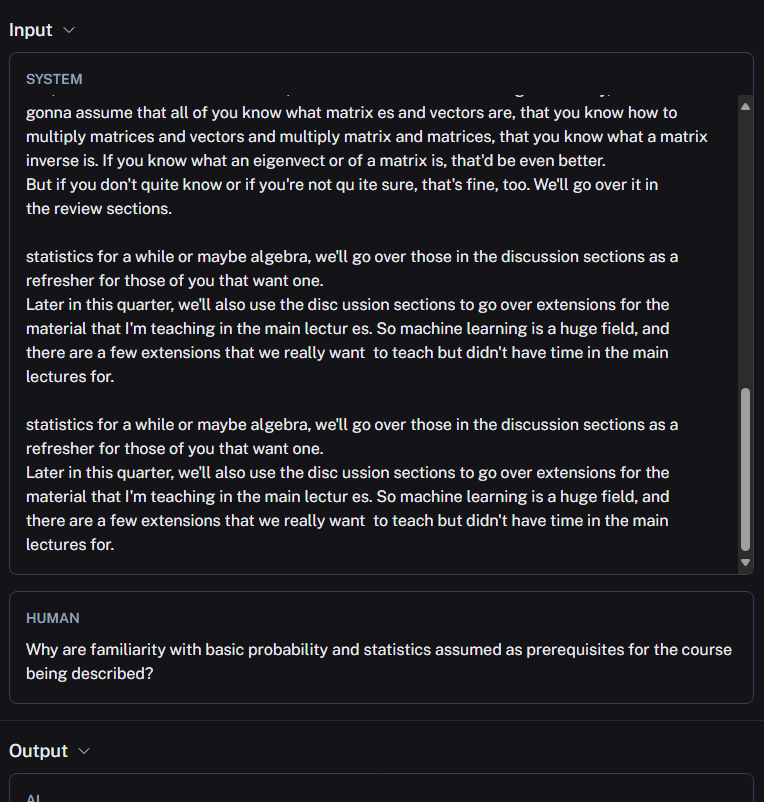 Input
SYSTEM
gonna assume that all of you know what matrix es and vectors are, that you know how to
multiply matrices and vectors and multiply matrix and matrices, that you know what a matrix
inverse is. If you know what an eigenvect or of a matrix is, that'd be even better.
But if you don't quite know or if you're not qu ite sure, that's fine, too. We'll go over it in
the review sections.
statistics for a while or maybe algebra, we'll go over those in the discussion sections as a
refresher for those of you that want one.
Later in this quarter, we'll also use the disc ussion sections to go over extensions for the
material that I'm teaching in the main lectur es. So machine learning is a huge field, and
there are a few extensions that we really want  to teach but didn't have time in the main
lectures for.
statistics for a while or maybe algebra, we'll go over those in the discussion sections as a
refresher for those of you that want one.
Later in this quarter, we'll also use the disc ussion sections to go over extensions for the
material that I'm teaching in the main lectur es. So machine learning is a huge field, and
there are a few extensions that we really want  to teach but didn't have time in the main
lectures for.
HUMAN
Why are familiarity with basic probability and statistics assumed as prerequisites for the course
being described?
Output
AI